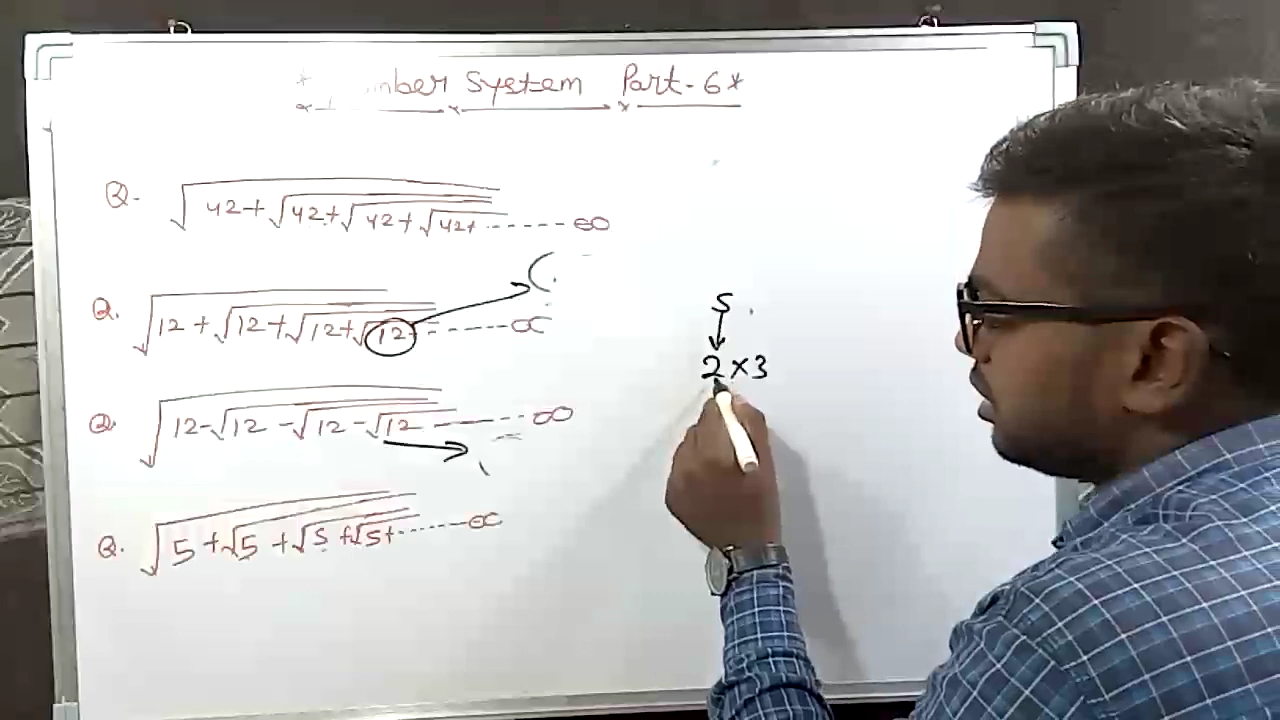 * mber System Part-6*
Q. √42+√42+√42+√42+ ------∞
Q. √12+√12+√12+√12 ------∞
Q. √12-√12-√12-√12 ------∞
Q. √5+√5+√5+√5+ ------∞
5
2×3